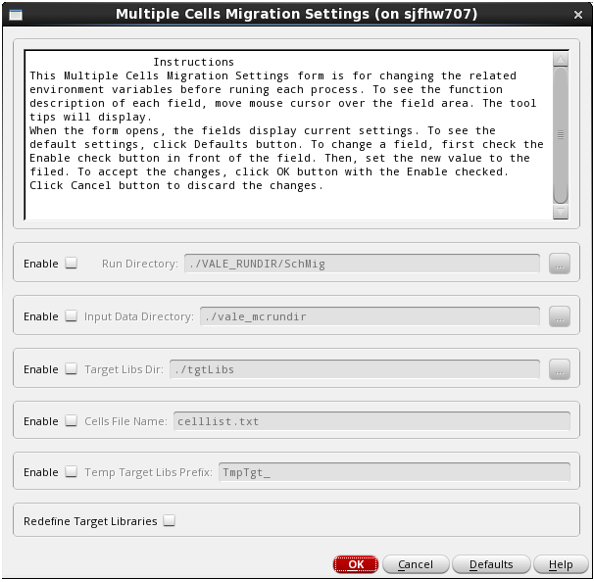 Multiple Cells Migration Settings (on sjfhw707)
Instructions
This Multiple Cells Migration Settings form is for changing the related
environment variables before runing each process. To see the function
description of each field, move mouse cursor over the field area. The tool
tips will display.
When the form opens, the fields display current settings. To see the
default settings, click Defaults button. To change a field, first check the
Enable check button in front of the field. Then, set the new value to the
filed. To accept the changes, click OK button with the Enable checked.
Click Cancel button to discard the changes.
Enable Run Directory: ./VALE_RUNDIR/SchMig ...
Enable Input Data Directory: ./vale_mcrundir ...
Enable Target Libs Dir: ./tgtLibs ...
Enable Cells File Name: celllist.txt
Enable Temp Target Libs Prefix: TmpTgt_
Redefine Target Libraries
OK Cancel Defaults Help